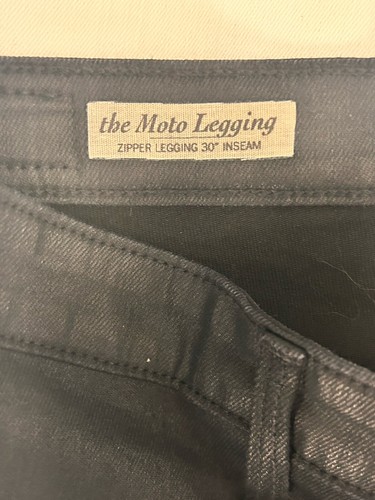 the Moto Legging
ZIPPER LEGGING 30" INSEAM